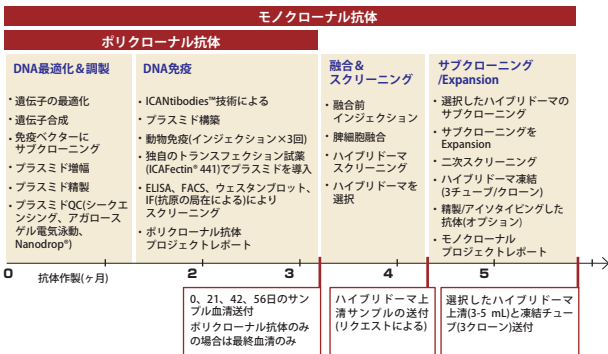 モノクローナル抗体
ポリクローナル抗体
DNA最適化＆調製
・遺伝子の最適化
・遺伝子合成
・免疫ベクターに
サブクローニング
・プラスミド増幅
・プラスミド精製
・プラスミドQC(シークエ
ンシング、アガロース
ゲル電気泳動、
Nanodrop®)
DNA免疫
・ICANtibodies™技術による
・プラスミド構築
・動物免疫(インジェクション×3回)
・独自のトランスフェクション試薬
(ICAFectin® 441)でプラスミドを導入
・ELISA、FACS、ウェスタンブロット、
IF(抗原の局在による)により
スクリーニング
・ポリクローナル抗体
プロジェクトレポート
融合＆
スクリーニング
・融合前
インジェクション
・脾細胞融合
・ハイブリドーマ
スクリーニング
・ハイブリドーマを
選択
サブクローニング
/Expansion
・選択したハイブリドーマの
サブクローニング
・サブクローニングを
Expansion
・二次スクリーニング
・ハイブリドーマ凍結
(3チューブ/クローン)
・精製/アイソタイピングした
抗体(オプション)
・モノクローナル
プロジェクトレポート
0 抗体作製(ヶ月) 2 3 4 5
0、21、42、56日のサン
プル血清送付
ポリクローナル抗体のみ
の場合は最終血清のみ
ハイブリドーマ上
清サンプルの送付
(リクエストによる)
選択したハイブリドーマ
上清(3-5 mL)と凍結チュー
ブ(3クローン)送付